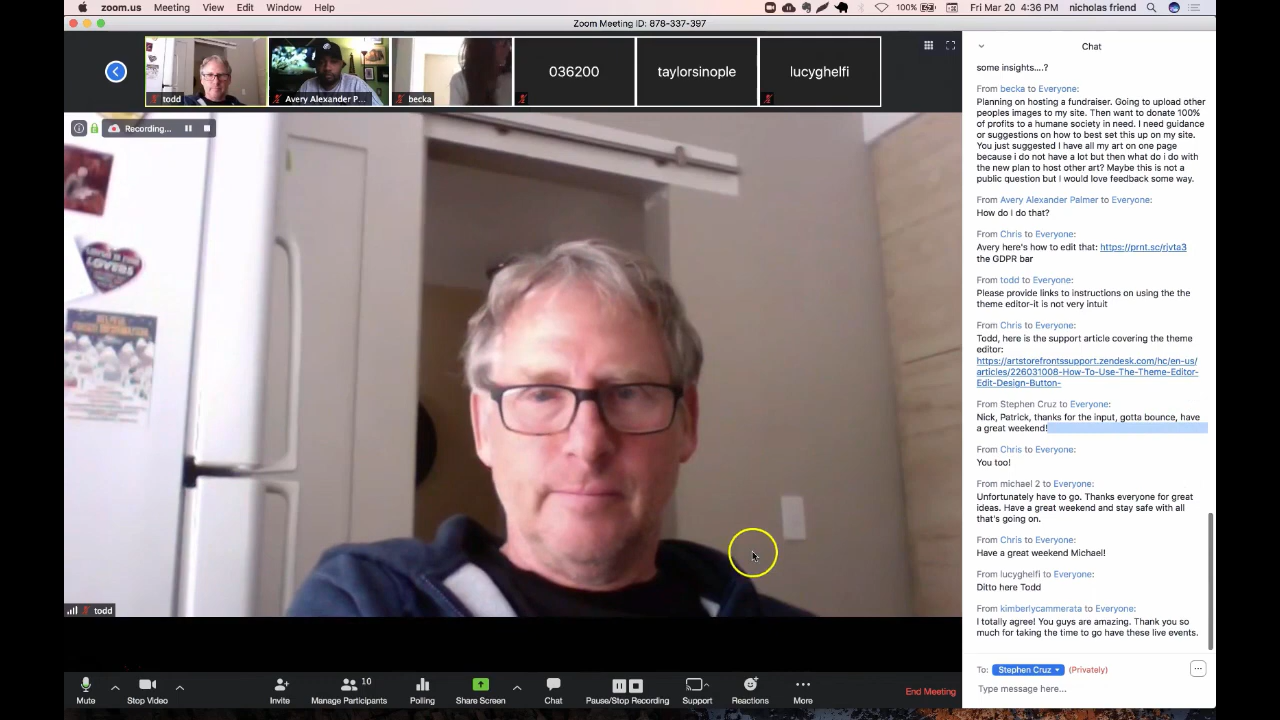 zoom.us Meeting View Edit Window Help
100% Fri Mar 20 4:36 PM nicholas friend
Zoom Meeting ID: 878-337-397
todd
Avery Alexander P...
becka
036200
taylorsinople
lucyghelfi
Recording...
LOVERS
todd
Chat
some insights....?
From becka to Everyone:
Planning on hosting a fundraiser. Going to upload other
peoples images to my site. Then want to donate 100%
of profits to a humane society in need. I need guidance
or suggestions on how to best set this up on my site.
You just suggested I have all my art on one page
because i do not have a lot but then what do i do with
the new plan to host other art? Maybe this is not a
public question but I would love feedback some way.
From Avery Alexander Palmer to Everyone:
How do I do that?
From Chris to Everyone:
Avery here's how to edit that: https://prnt.sc/rjvta3
the GDPR bar
From todd to Everyone:
Please provide links to instructions on using the the
theme editor-it is not very intuit
From Chris to Everyone:
Todd, here is the support article covering the theme
editor:
https://artstorefrontssupport.zendesk.com/hc/en-us/
articles/226031008-How-To-Use-The-Theme-Editor-
Edit-Design-Button-
From Stephen Cruz to Everyone:
Nick, Patrick, thanks for the input, gotta bounce, have
a great weekend!
From Chris to Everyone:
You too!
From michael 2 to Everyone:
Unfortunately have to go. Thanks everyone for great
ideas. Have a great weekend and stay safe with all
that's going on.
From Chris to Everyone:
Have a great weekend Michael!
From lucyghelfi to Everyone:
Ditto here Todd
From kimberlycammerata to Everyone:
I totally agree! You guys are amazing. Thank you so
much for taking the time to go have these live events.
To: Stephen Cruz (Privately)
Type message here...
Mute
Stop Video
Invite
10
Manage Participants
Polling
Share Screen
Chat
Pause/Stop Recording
Support
Reactions
More
End Meeting